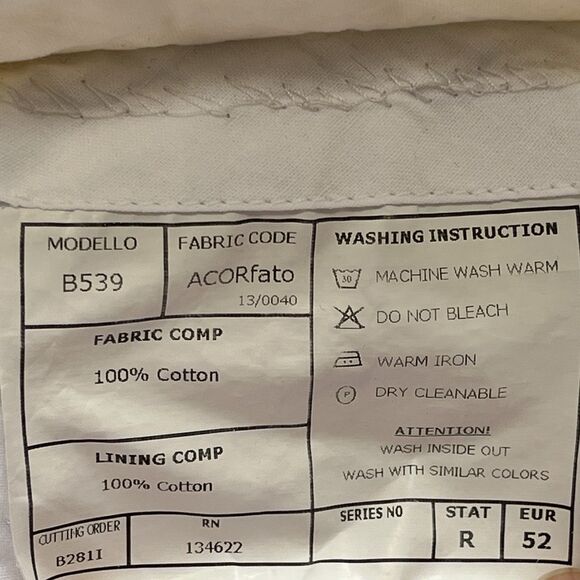 MODELLO
B539
FABRIC CODE
ACORfato
13/0040
FABRIC COMP
100% Cotton
LINING COMP
100% Cotton
CUTTING ORDER
B281I
RN
134622
WASHING INSTRUCTION
30 MACHINE WASH WARM
DO NOT BLEACH
WARM IRON
P DRY CLEANABLE
ATTENTION!
WASH INSIDE OUT
WASH WITH SIMILAR COLORS
SERIES NO
STAT
R
EUR
52